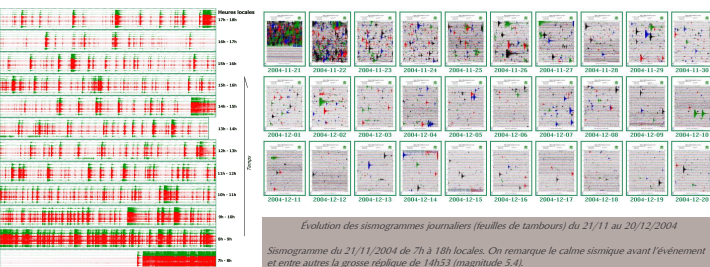 Heures locales
17h - 18h
16h - 17h
15h - 16h
15h - 16h
14h - 15h
13h - 14h
12h - 13h
11h - 12h
10h - 11h
9h - 10h
8h - 9h
7h - 8h
Temps
2004-11-21 2004-11-22 2004-11-23 2004-11-24 2004-11-25 2004-11-26 2004-11-27 2004-11-28 2004-11-29 2004-11-30
2004-12-01 2004-12-02 2004-12-03 2004-12-04 2004-12-05 2004-12-06 2004-12-07 2004-12-08 2004-12-09 2004-12-10
2004-12-11 2004-12-12 2004-12-13 2004-12-14 2004-12-15 2004-12-16 2004-12-17 2004-12-18 2004-12-19 2004-12-20
Évolution des sismogrammes journaliers (feuilles de tambours) du 21/11 au 20/12/2004
Sismogramme du 21/11/2004 de 7h à 18h locales. On remarque le calme sismique avant l'événement
et entre autres la grosse réplique de 14h53 (magnitude 5.4).